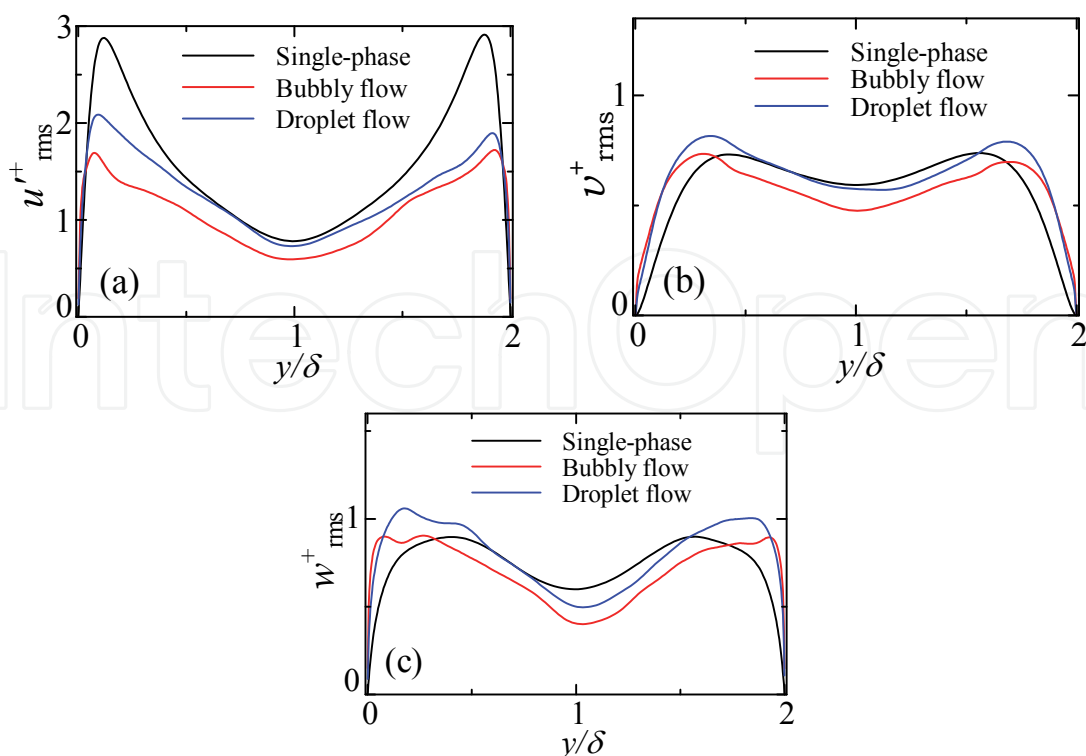 3
2
1
0
u'+ rms
Single-phase
Bubbly flow
Droplet flow
(a)
0 1 2
y/δ
1
0
v+ rms
Single-phase
Bubbly flow
Droplet flow
(b)
0 1 2
y/δ
1
0
w+ rms
Single-phase
Bubbly flow
Droplet flow
(c)
0 1 2
y/δ
IntechOpen